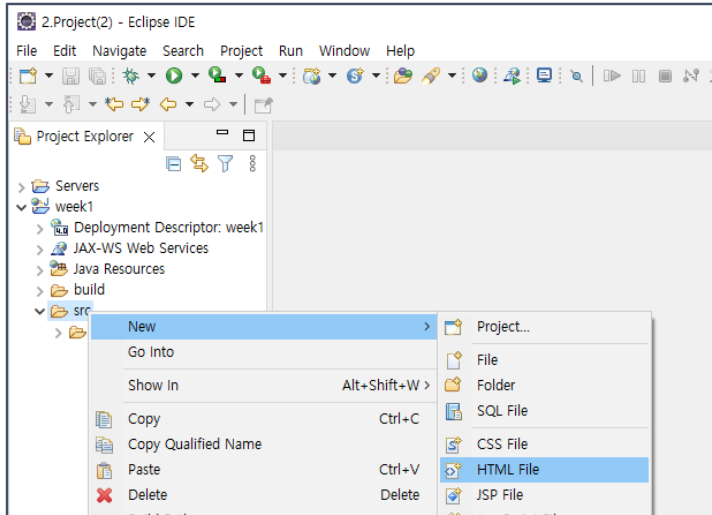 2.Project(2) - Eclipse IDE
File Edit Navigate Search Project Run Window Help
Project Explorer
Servers
week1
Deployment Descriptor: week1
JAX-WS Web Services
Java Resources
build
src
New
Go Into
Show In Alt+Shift+W >
Copy Ctrl+C
Copy Qualified Name
Paste Ctrl+V
Delete Delete
Project...
File
Folder
SQL File
CSS File
HTML File
JSP File